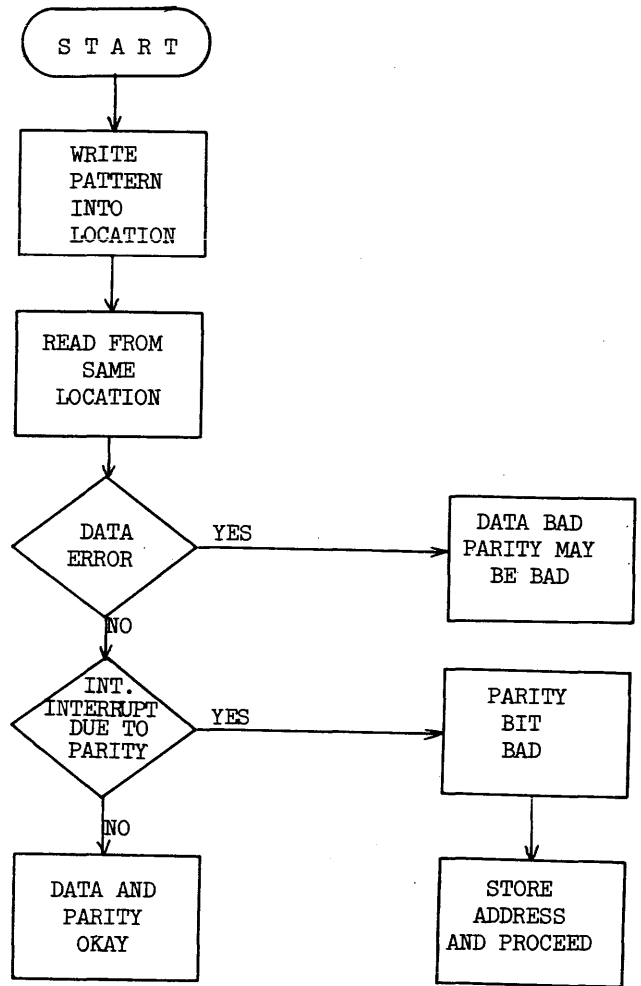 S T A R T
WRITE
PATTERN
INTO
LOCATION
READ FROM
SAME
LOCATION
DATA
ERROR
YES
DATA BAD
PARITY MAY
BE BAD
NO
INT.
INTERRUPT
DUE TO
PARITY
YES
PARITY
BIT
BAD
NO
DATA AND
PARITY
OKAY
STORE
ADDRESS
AND PROCEED